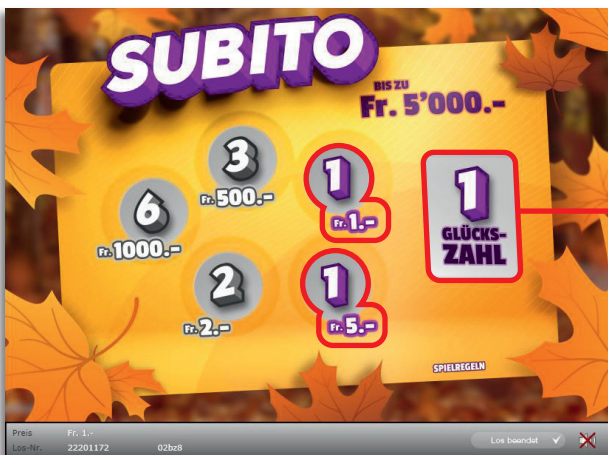 SUBITO
BIS ZU
Fr. 5'000.-
3
Fr. 500.-
1
Fr. 1.-
6
Fr. 1000.-
1
GLÜCKS-
ZAHL
2
Fr. 2.-
1
Fr. 5.-
SPIELREGELN
Preis Fr. 1.-
Los-Nr. 22201172 02bz8
Los beendet